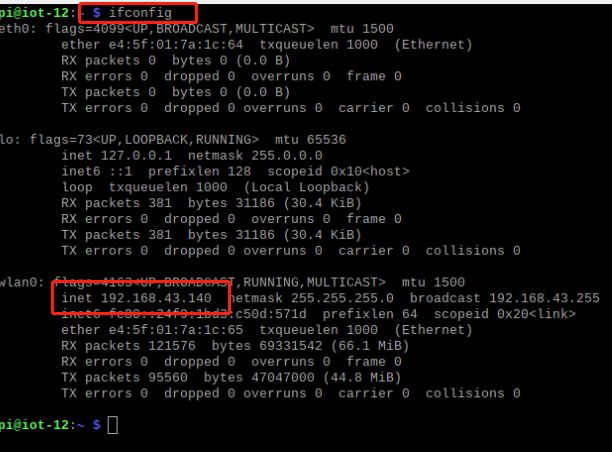 pi@iot-12:~ $ ifconfig
eth0: flags=4099<UP,BROADCAST,MULTICAST>  mtu 1500
ether e4:5f:01:7a:1c:64  txqueuelen 1000  (Ethernet)
RX packets 0  bytes 0 (0.0 B)
RX errors 0  dropped 0  overruns 0  frame 0
TX packets 0  bytes 0 (0.0 B)
TX errors 0  dropped 0 overruns 0  carrier 0  collisions 0
lo: flags=73<UP,LOOPBACK,RUNNING>  mtu 65536
inet 127.0.0.1  netmask 255.0.0.0
inet6 ::1  prefixlen 128  scopeid 0x10<host>
loop  txqueuelen 1000  (Local Loopback)
RX packets 381  bytes 31186 (30.4 KiB)
RX errors 0  dropped 0  overruns 0  frame 0
TX packets 381  bytes 31186 (30.4 KiB)
TX errors 0  dropped 0 overruns 0  carrier 0  collisions 0
wlan0: flags=4163<UP,BROADCAST,RUNNING,MULTICAST>  mtu 1500
inet 192.168.43.140  netmask 255.255.255.0  broadcast 192.168.43.255
inet6 prefixlen 64  scopeid 0x20<link>
ether e4:5f:01:7a:1c:65  txqueuelen 1000  (Ethernet)
RX packets 121576  bytes 69331542 (66.1 MiB)
RX errors 0  dropped 0  overruns 0  frame 0
TX packets 95560  bytes 47047000 (44.8 MiB)
TX errors 0  dropped 0 overruns 0  carrier 0  collisions 0
pi@iot-12:~ $